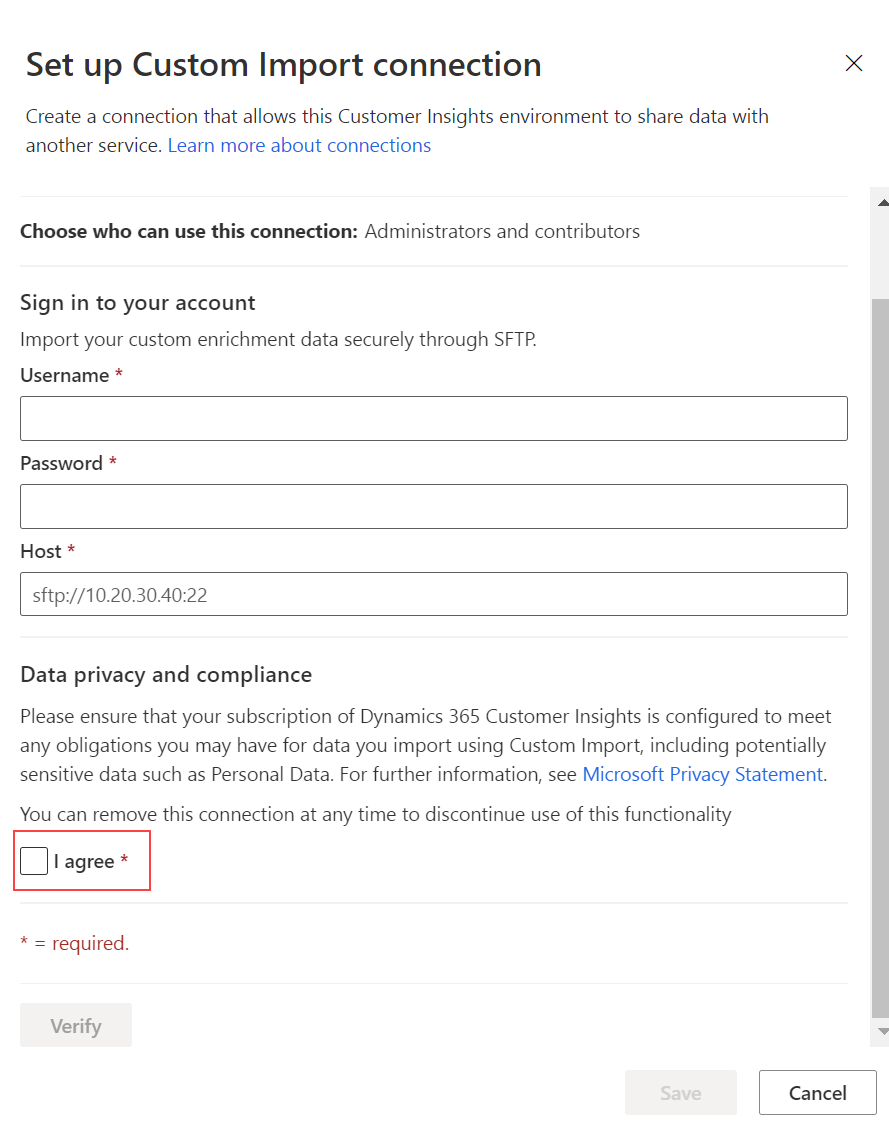 Set up Custom Import connection
Create a connection that allows this Customer Insights environment to share data with
another service. Learn more about connections
Choose who can use this connection: Administrators and contributors
Sign in to your account
Import your custom enrichment data securely through SFTP.
Username *
Password *
Host *
sftp://10.20.30.40:22
Data privacy and compliance
Please ensure that your subscription of Dynamics 365 Customer Insights is configured to meet
any obligations you may have for data you import using Custom Import, including potentially
sensitive data such as Personal Data. For further information, see Microsoft Privacy Statement.
You can remove this connection at any time to discontinue use of this functionality
I agree *
* = required.
Verify
Save
Cancel